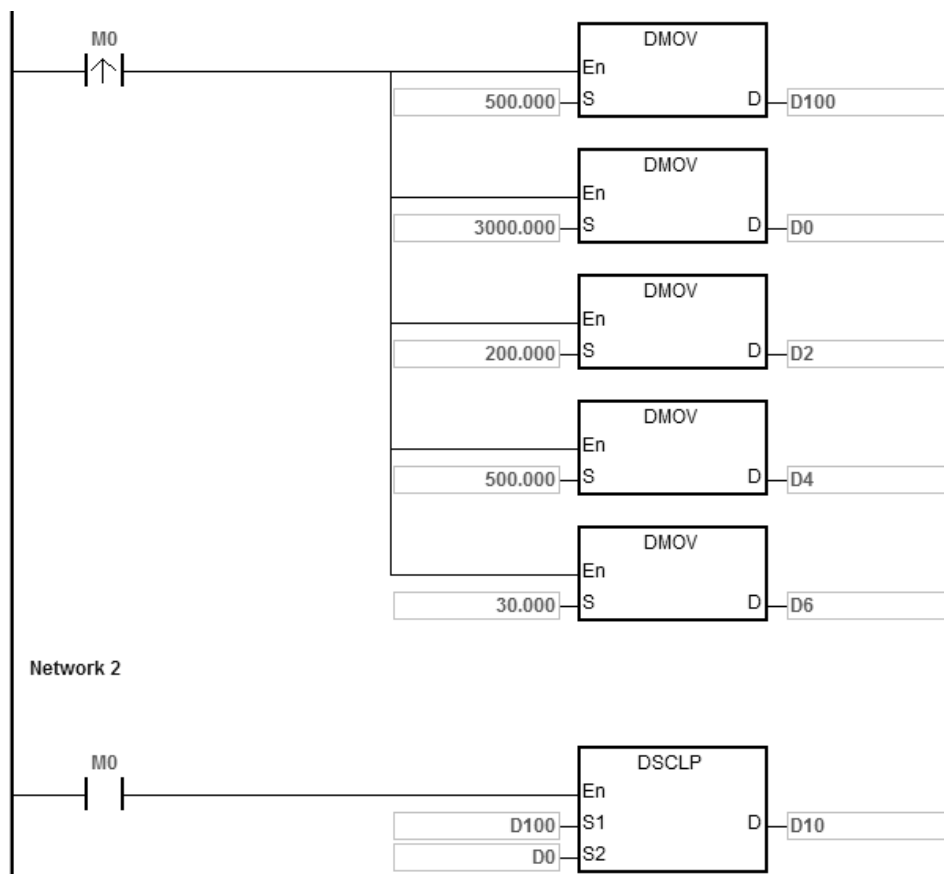 M0
DMOV
En
500.000 S D D100
DMOV
En
3000.000 S D D0
DMOV
En
200.000 S D D2
DMOV
En
500.000 S D D4
DMOV
En
30.000 S D D6
Network 2
M0
DSCLP
En
D100 S1 D D10
D0 S2